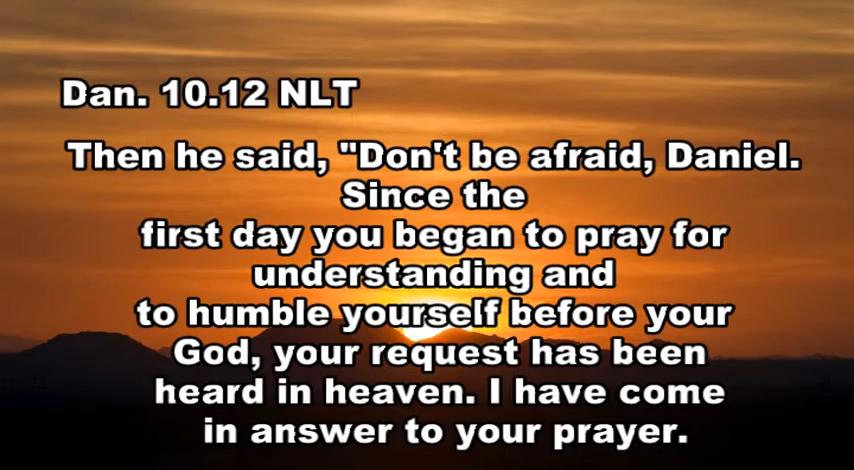 Dan. 10.12 NLT
Then he said, "Don't be afraid, Daniel.
Since the
first day you began to pray for
understanding and
to humble yourself before your
God, your request has been
heard in heaven. I have come
in answer to your prayer.